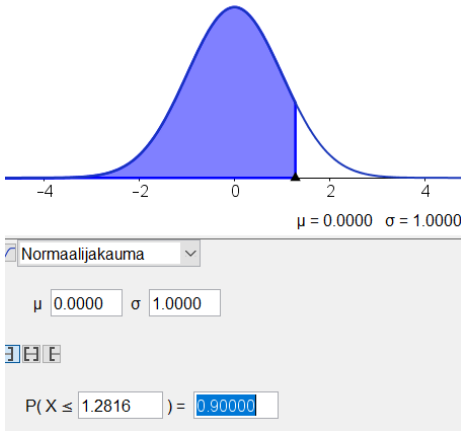 -4 -2 0 2 4
μ = 0.0000 σ = 1.0000
Normaalijakauma
μ 0.0000 σ 1.0000
P( X ≤ 1.2816 ) = 0.90000